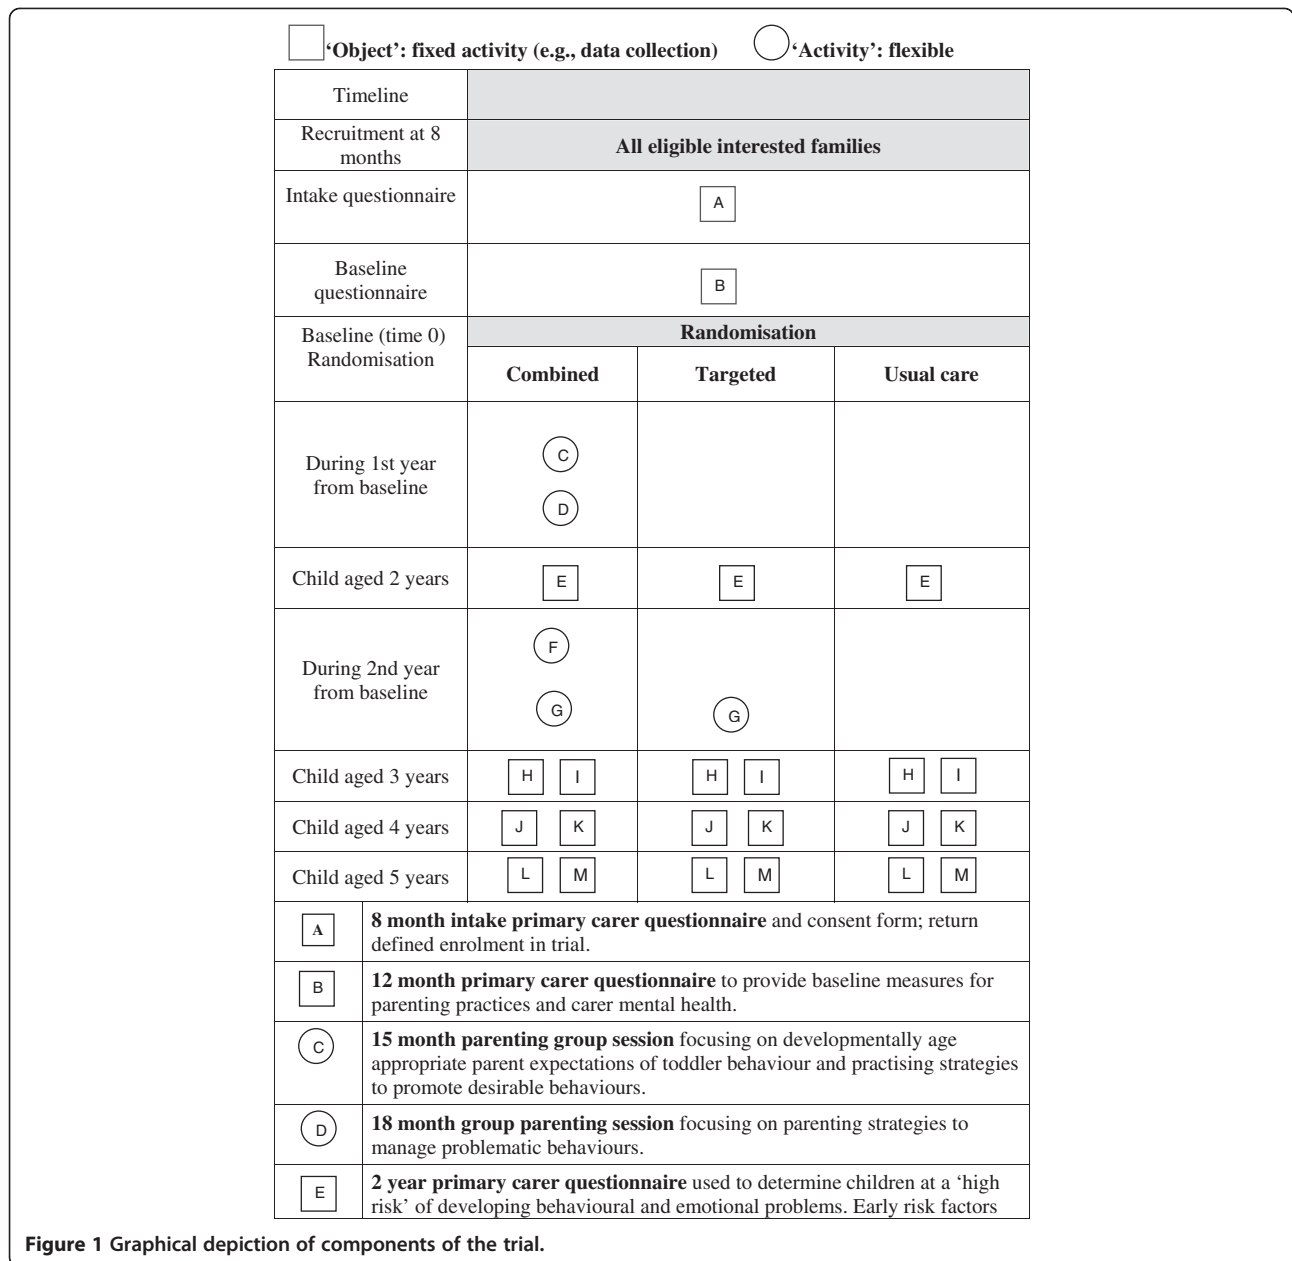 ‘Object’: fixed activity (e.g., data collection) ‘Activity’: flexible
Timeline
Recruitment at 8
months
All eligible interested families
Intake questionnaire
A
Baseline
questionnaire
B
Baseline (time 0)
Randomisation
Randomisation
Combined Targeted Usual care
During 1st year
from baseline
C
D
Child aged 2 years E E E
During 2nd year
from baseline
F
G G
Child aged 3 years H I H I H I
Child aged 4 years J K J K J K
Child aged 5 years L M L M L M
A
8 month intake primary carer questionnaire and consent form; return
defined enrolment in trial.
B
12 month primary carer questionnaire to provide baseline measures for
parenting practices and carer mental health.
C
15 month parenting group session focusing on developmentally age
appropriate parent expectations of toddler behaviour and practising strategies
to promote desirable behaviours.
D
18 month group parenting session focusing on parenting strategies to
manage problematic behaviours.
E
2 year primary carer questionnaire used to determine children at a ‘high
risk’ of developing behavioural and emotional problems. Early risk factors
Figure 1 Graphical depiction of components of the trial.